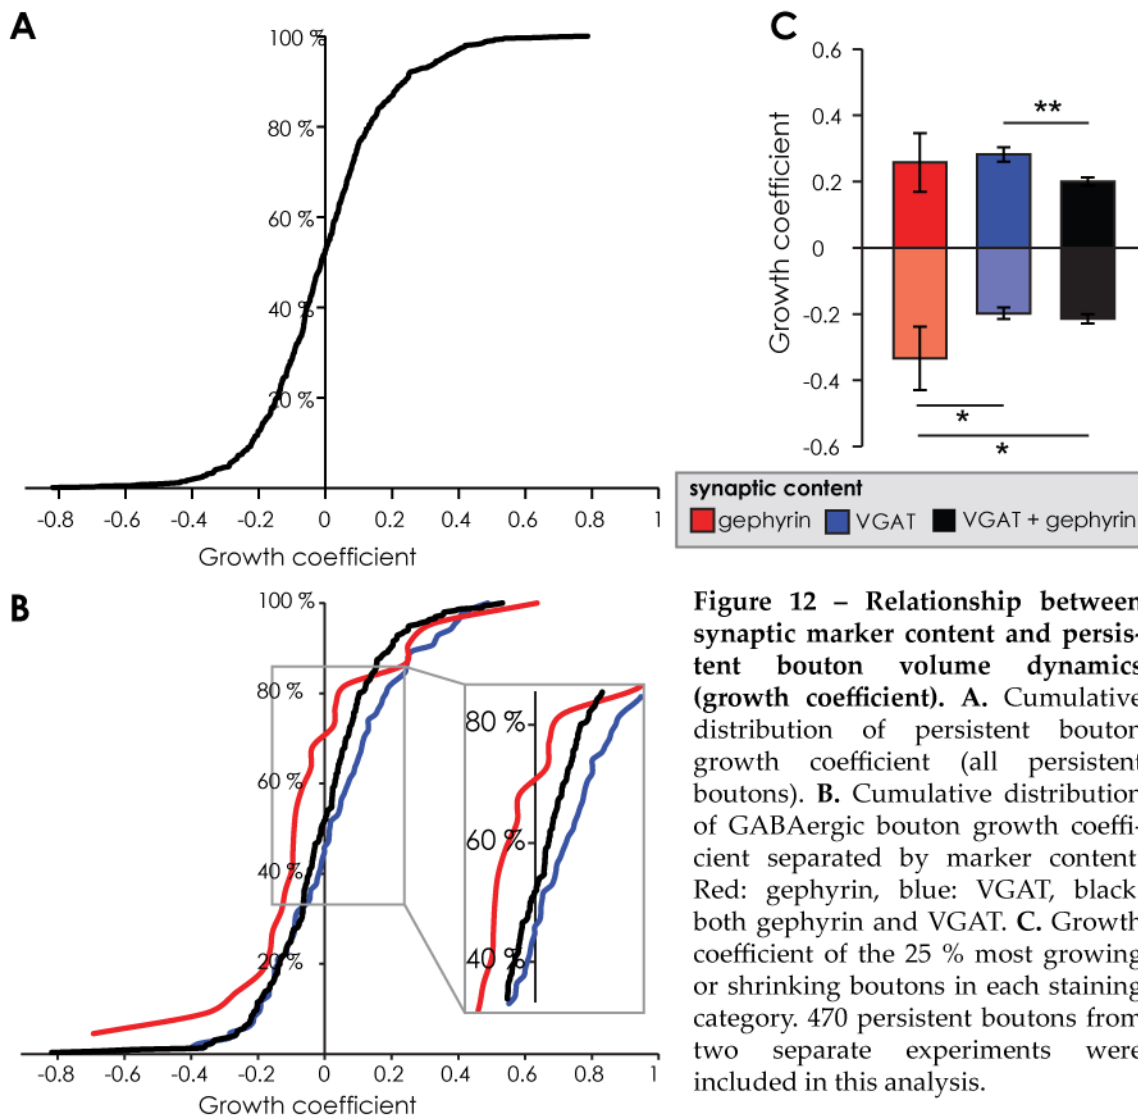 A
100 %
80 %
60 %
40 %
20 %
-0.8 -0.6 -0.4 -0.2 0 0.2 0.4 0.6 0.8 1
Growth coefficient
C
0.6
0.4
0.2
0
-0.2
-0.4
-0.6
Growth coefficient
**
*
*
synaptic content
gephyrin VGAT VGAT + gephyrin
B
100 %
80 %
60 %
40 %
20 %
80 %
60 %
40 %
-0.8 -0.6 -0.4 -0.2 0 0.2 0.4 0.6 0.8 1
Growth coefficient
Figure 12 – Relationship between
synaptic marker content and persis-
tent bouton volume dynamics
(growth coefficient). A. Cumulative
distribution of persistent bouton
growth coefficient (all persistent
boutons). B. Cumulative distribution
of GABAergic bouton growth coeffi-
cient separated by marker content
Red: gephyrin, blue: VGAT, black
both gephyrin and VGAT. C. Growth
coefficient of the 25 % most growing
or shrinking boutons in each staining
category. 470 persistent boutons from
two separate experiments were
included in this analysis.